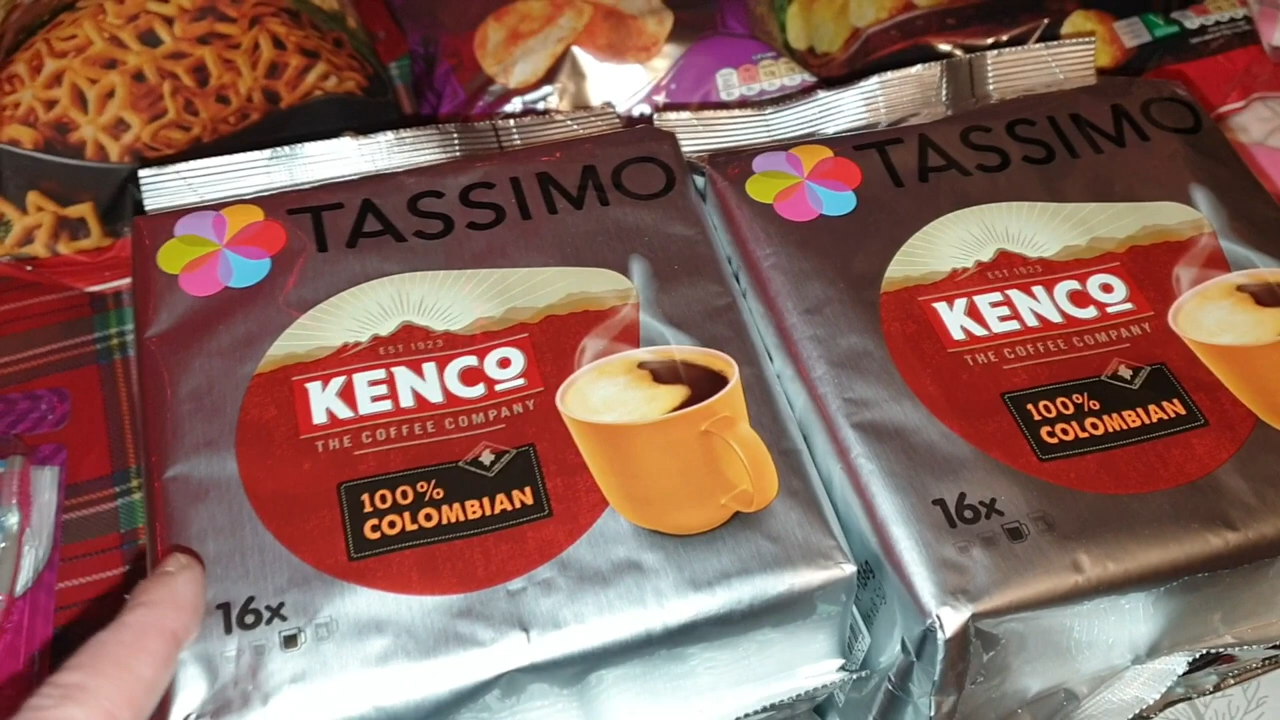 TASSIMO
EST 1923
KENCO
THE COFFEE COMPANY
100%
COLOMBIAN
16x
TASSIMO
EST 1923
KENCO
THE COFFEE COMPANY
100%
COLOMBIAN
16x